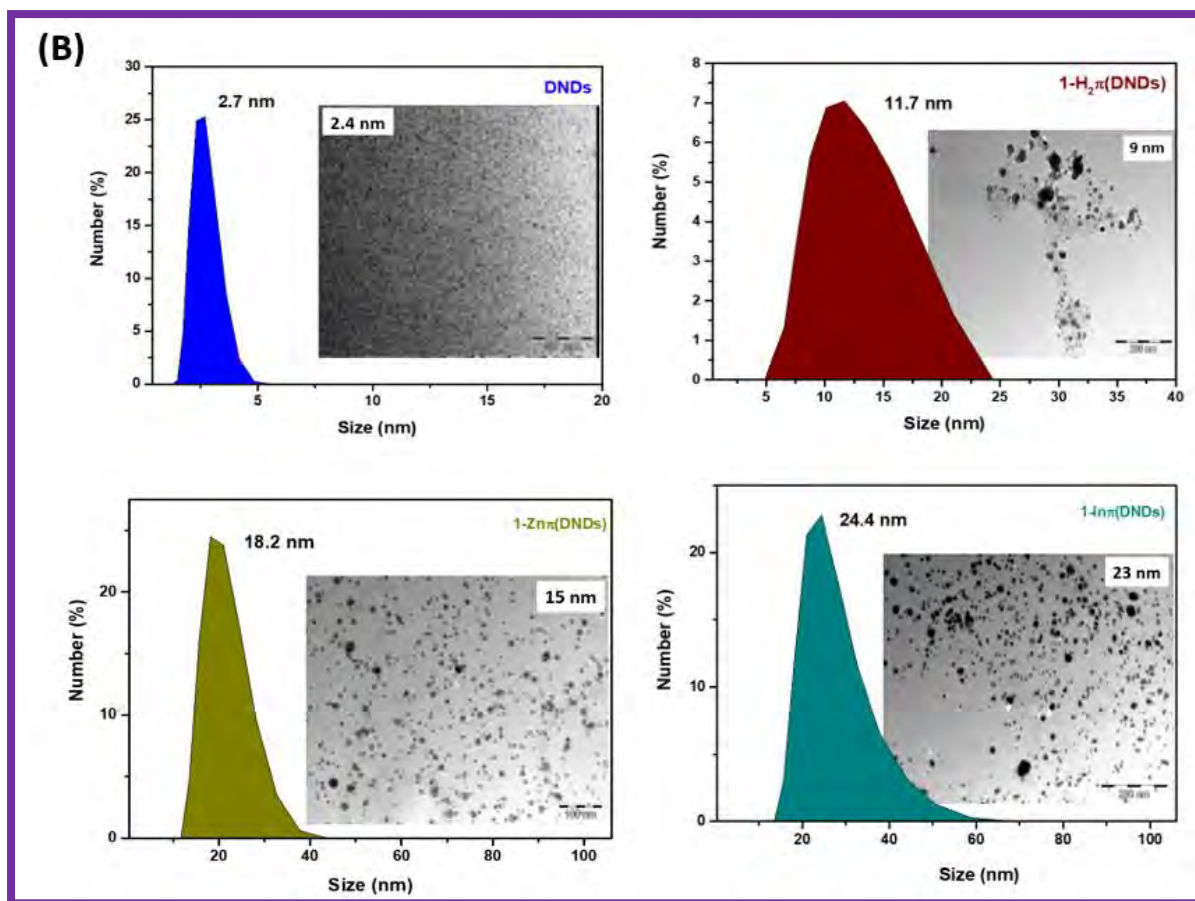 (B)
30
25
20
15
10
5
0
Number (%)
2.7 nm
DNDs
2.4 nm
5
10
15
20
Size (nm)
8
7
6
5
4
3
2
1
0
Number (%)
11.7 nm
1-H₂π(DNDs)
9 nm
200 nm
5
10
15
20
25
30
35
40
Size (nm)
20
10
0
Number (%)
18.2 nm
1-Znπ(DNDs)
15 nm
100 nm
20
40
60
80
100
Size (nm)
20
10
0
Number (%)
24.4 nm
1-Inπ(DNDs)
23 nm
200 nm
20
40
60
80
100
Size (nm)